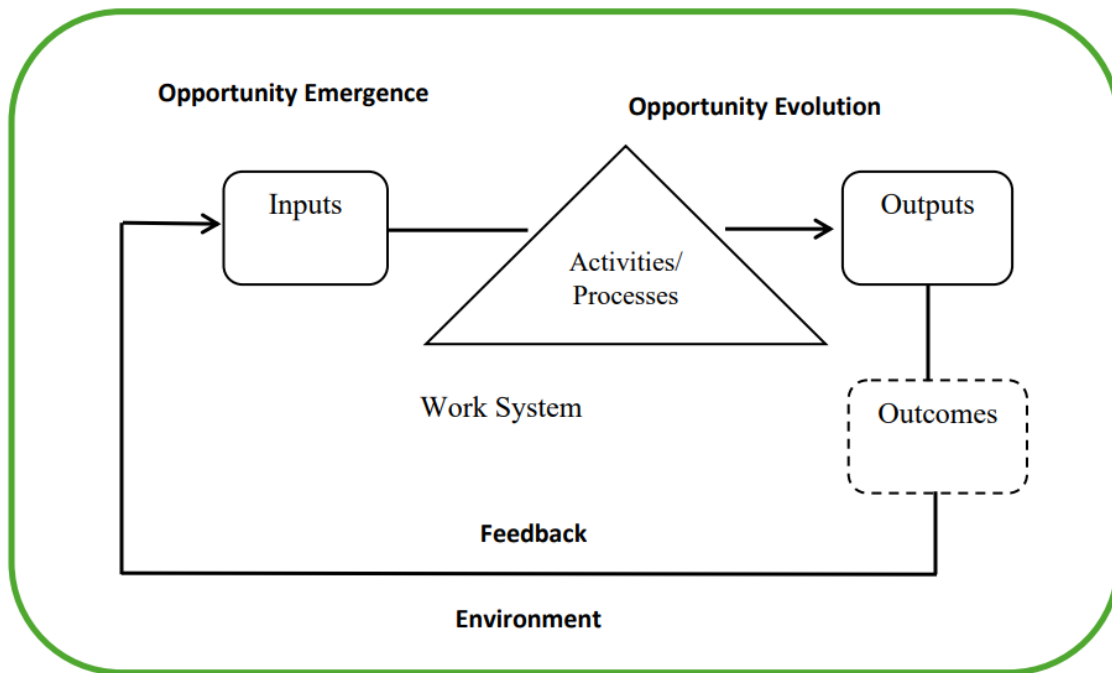 Opportunity Emergence
Opportunity Evolution
Inputs
Activities/
Processes
Outputs
Work System
Outcomes
Feedback
Environment